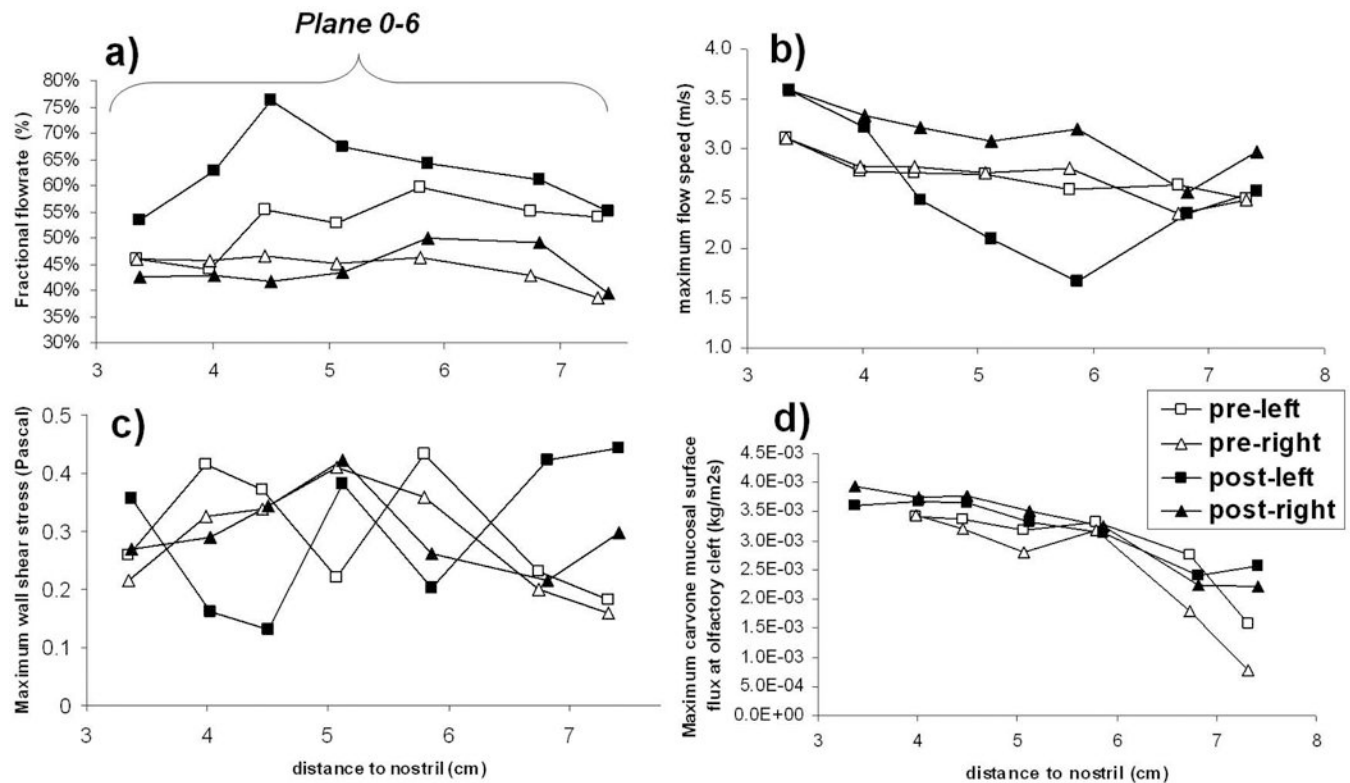 Plane 0-6
a)
Fractional flowrate (%)
80%
75%
70%
65%
60%
55%
50%
45%
40%
35%
30%
3 4 5 6 7
b)
maximum flow speed (m/s)
4.0
3.5
3.0
2.5
2.0
1.5
1.0
3 4 5 6 7 8
c)
Maximum wall shear stress (Pascal)
0.5
0.4
0.3
0.2
0.1
0
3 4 5 6 7
distance to nostril (cm)
pre-left
pre-right
post-left
post-right
d)
Maximum carvone mucosal surface
flux at olfactory cleft (kg/m2s)
4.5E-03
4.0E-03
3.5E-03
3.0E-03
2.5E-03
2.0E-03
1.5E-03
1.0E-03
5.0E-04
0.0E+00
3 4 5 6 7 8
distance to nostril (cm)